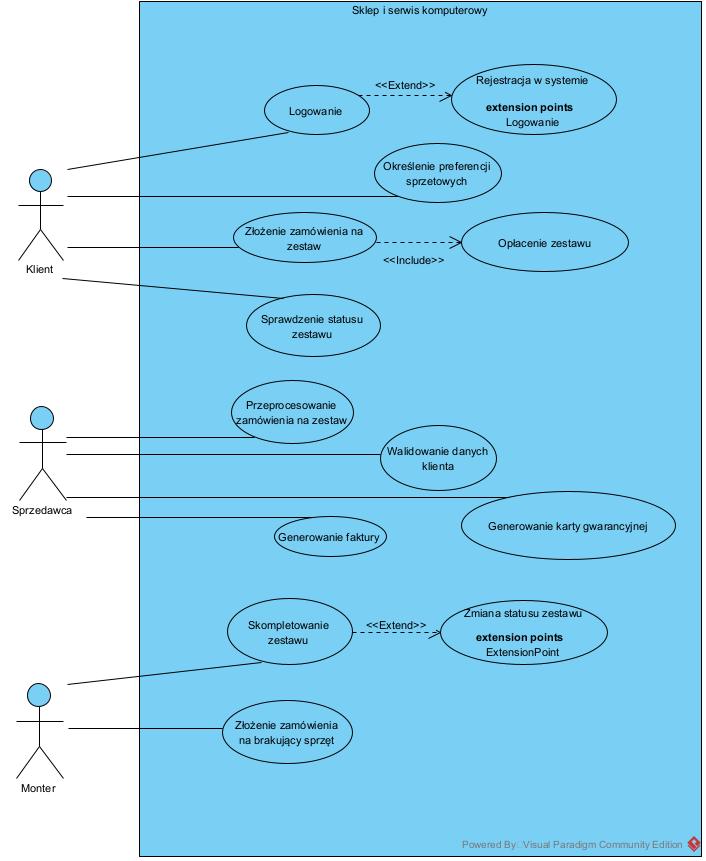 Sklep i serwis komputerowy
<<Extend>>
Rejestracja w systemie
extension points
Logowanie
Logowanie
Określenie preferencji
sprzetowych
Złożenie zamówienia na
zestaw
<<Include>>
Opłacenie zestawu
Klient
Sprawdzenie statusu
zestawu
Przeprocesowanie
zamówienia na zestaw
Walidowanie danych
klienta
Sprzedawca
Generowanie karty gwarancyjnej
Generowanie faktury
Skompletowanie
zestawu
<<Extend>>
Zmiana statusu zestawu
extension points
ExtensionPoint
Złożenie zamówienia
na brakujący sprzęt
Monter
Powered By: Visual Paradigm Community Edition